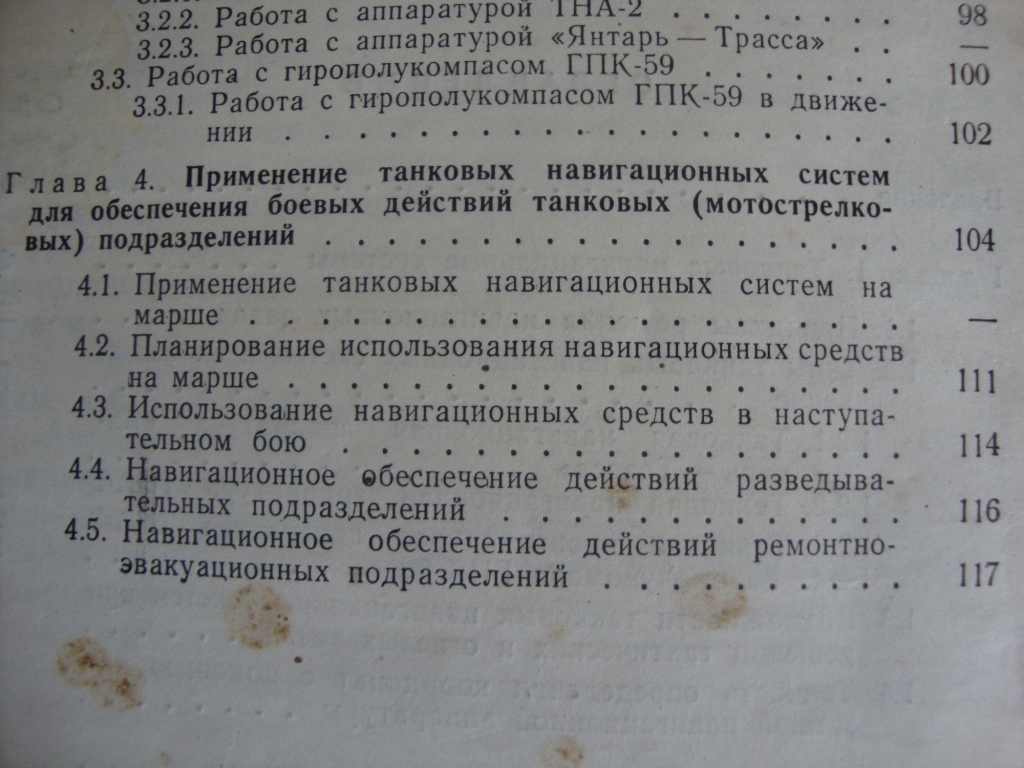 3.2.2. Работа с аппаратурой ТНА-2 . . . . . . . 98
3.2.3. Работа с аппаратурой «Янтарь — Трасса» . . —
3.3. Работа с гирополукомпасом ГПК-59 . . . . . . . 100
3.3.1. Работа с гирополукомпасом ГПК-59 в движе-
нии . . . . . . . . . . . . . . . . . . . 102
Глава 4. Применение танковых навигационных систем
для обеспечения боевых действий танковых (мотострелко-
вых) подразделений . . . . . . . . . . . . . . . . . . 104
4.1. Применение танковых навигационных систем на
марше . . . . . . . . . . . . . . . . . . . . —
4.2. Планирование использования навигационных средств
на марше . . . . . . . . . . . . . . . . . . . 111
4.3. Использование навигационных средств в наступа-
тельном бою . . . . . . . . . . . . . . . . . 114
4.4. Навигационное обеспечение действий разведыва-
тельных подразделений . . . . . . . . . . . . 116
4.5. Навигационное обеспечение действий ремонтно-
эвакуационных подразделений . . . . . . . . . . 117